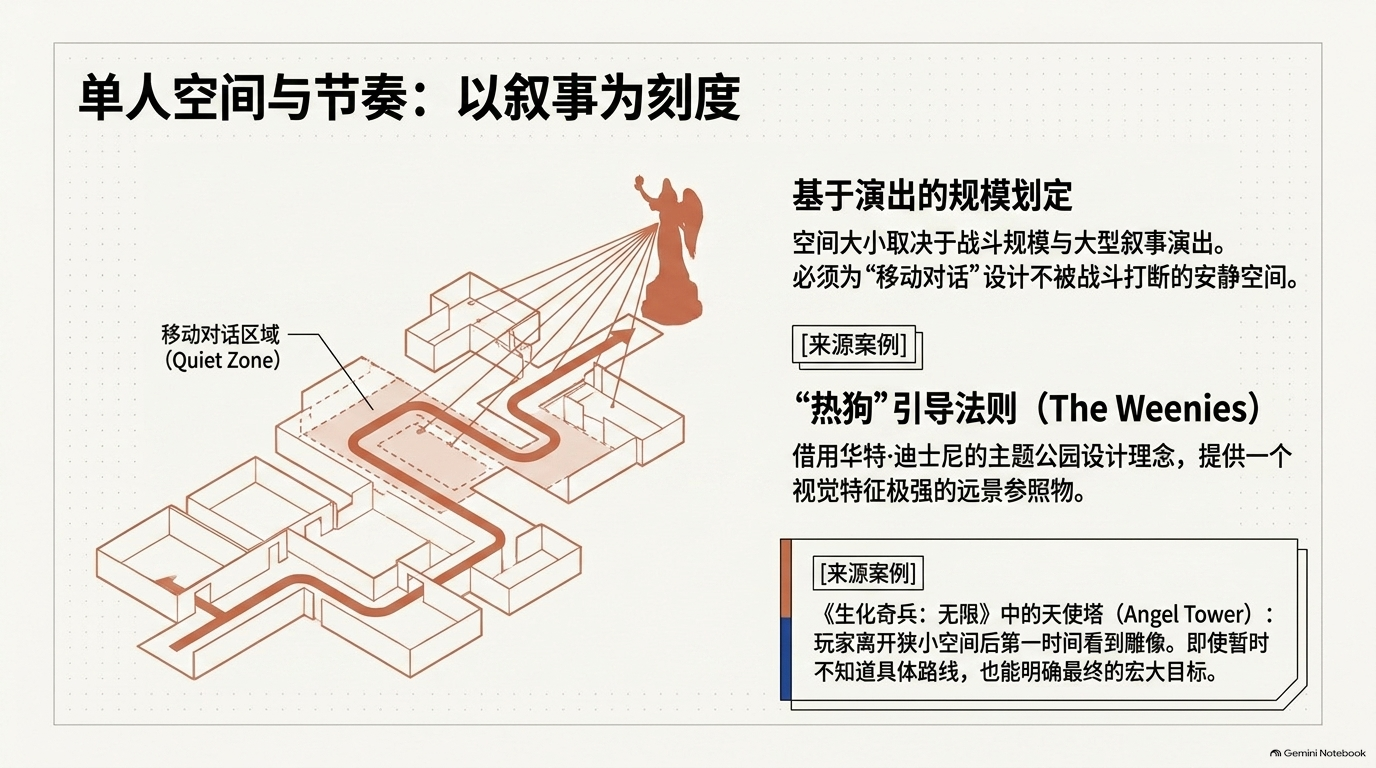 单人空间与节奏：以叙事为刻度
移动对话区域
（Quiet Zone）
基于演出的规模划定
空间大小取决于战斗规模与大型叙事演出。
必须为“移动对话”设计不被战斗打断的安静空间。
[来源案例]
“热狗”引导法则（The Weenies）
借用华特·迪士尼的主题公园设计理念，提供一个
视觉特征极强的远景参照物。
[来源案例]
《生化奇兵：无限》中的天使塔（Angel Tower）：
玩家离开狭小空间后第一时间看到雕像。即使暂时
不知道具体路线，也能明确最终的宏大目标。
Gemini Notebook